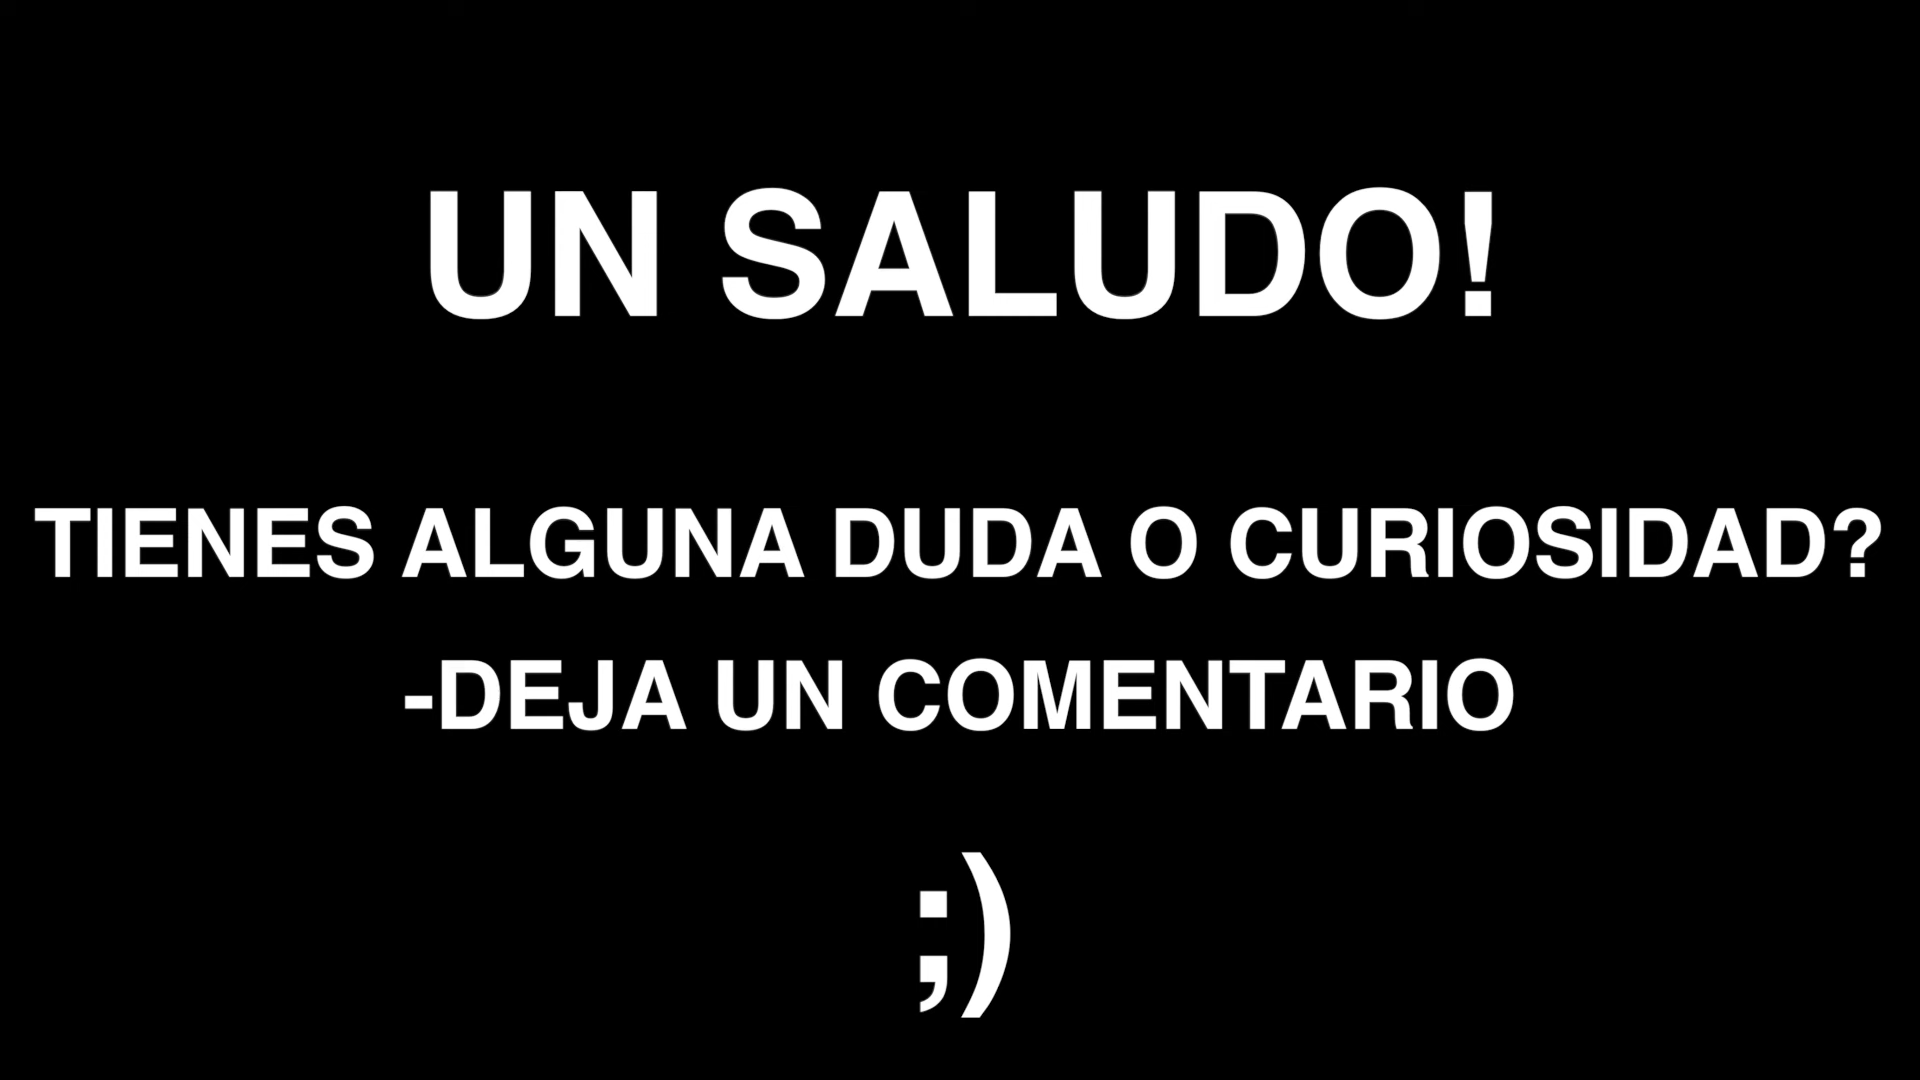 UN SALUDO!
TIENES ALGUNA DUDA O CURIOSIDAD?
-DEJA UN COMENTARIO
;)